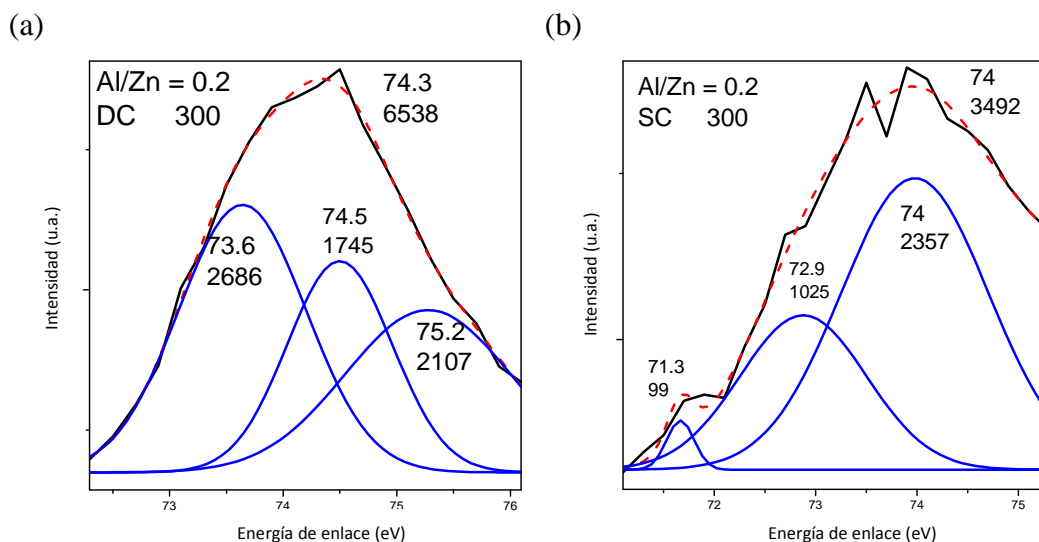 (a)
Al/Zn = 0.2
DC 300
74.3
6538
73.6
2686
74.5
1745
75.2
2107
Intensidad (u.a.)
73
74
75
76
Energía de enlace (eV)
(b)
Al/Zn = 0.2
SC 300
74
3492
71.3
99
72.9
1025
74
2357
Intensidad (u.a.)
72
73
74
75
Energía de enlace (eV)